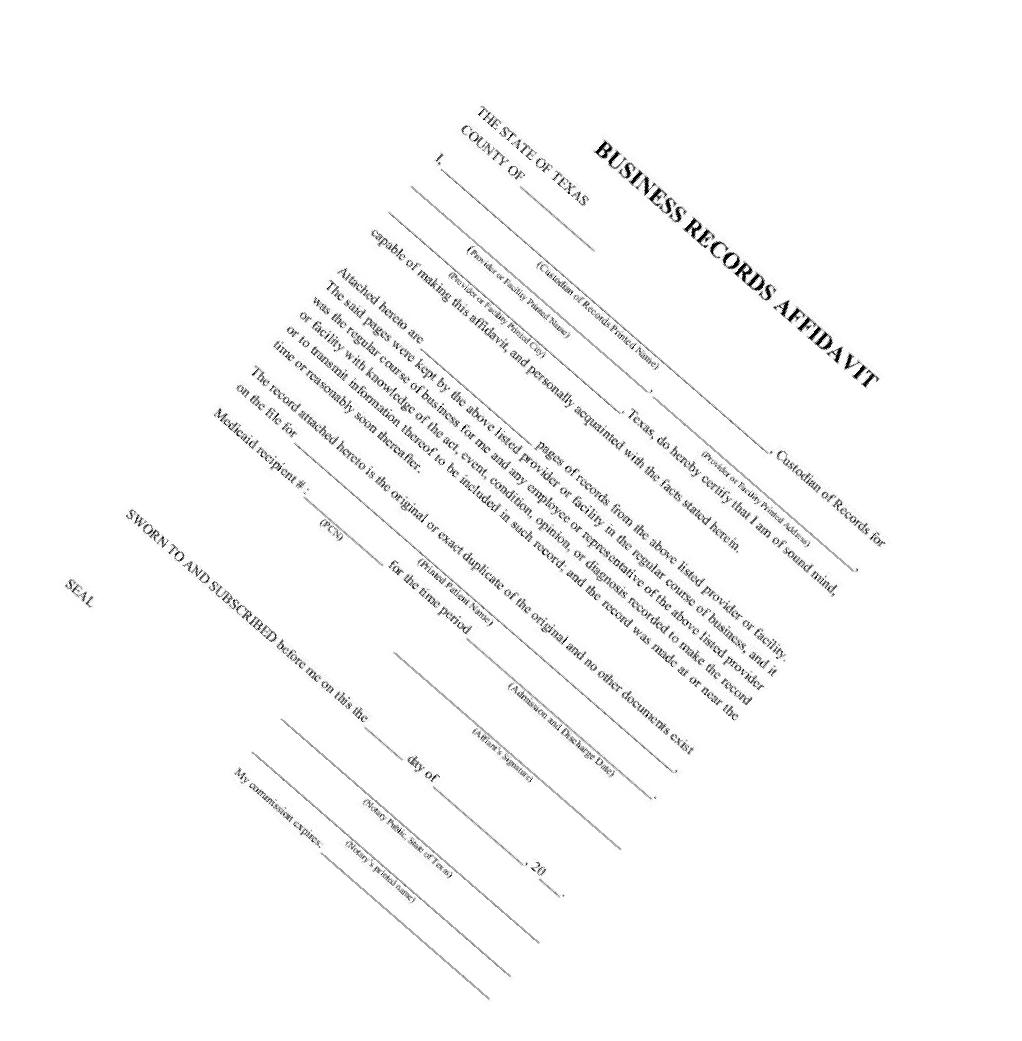 BUSINESS RECORDS AFFIDAVIT
THE STATE OF TEXAS
COUNTY OF ____________
I, ________________________________________, Custodian of Records for
(Custodian of Records Printed Name)
______________________________, ______________________________,
(Provider or Facility Printed Name) (Provider or Facility Printed Address)
______________________________, Texas, do hereby certify that I am of sound mind,
(Provider or Facility Printed City)
capable of making this affidavit, and personally acquainted with the facts stated herein.
Attached hereto are ______________ pages of records from the above listed provider or facility.
The said pages were kept by the above listed provider or facility in the regular course of business, and it
was the regular course of business for me and any employee or representative of the above listed provider
or facility with knowledge of the act, event, condition, opinion, or diagnosis recorded to make the record
or to transmit information thereof to be included in such record; and the record was made at or near the
time or reasonably soon thereafter.
The record attached hereto is the original or exact duplicate of the original and no other documents exist
on the file for ________________________________________,
(Printed Patient Name)
Medicaid recipient #: ____________ for the time period ______________________.
(PCN) (Admission and Discharge Date)
______________________________
(Affiant's Signature)
SWORN TO AND SUBSCRIBED before me on this the _____ day of ____________, 20___.
SEAL
______________________________
(Notary Public, State of Texas)
______________________________
(Notary's printed name)
My commission expires: ______________________